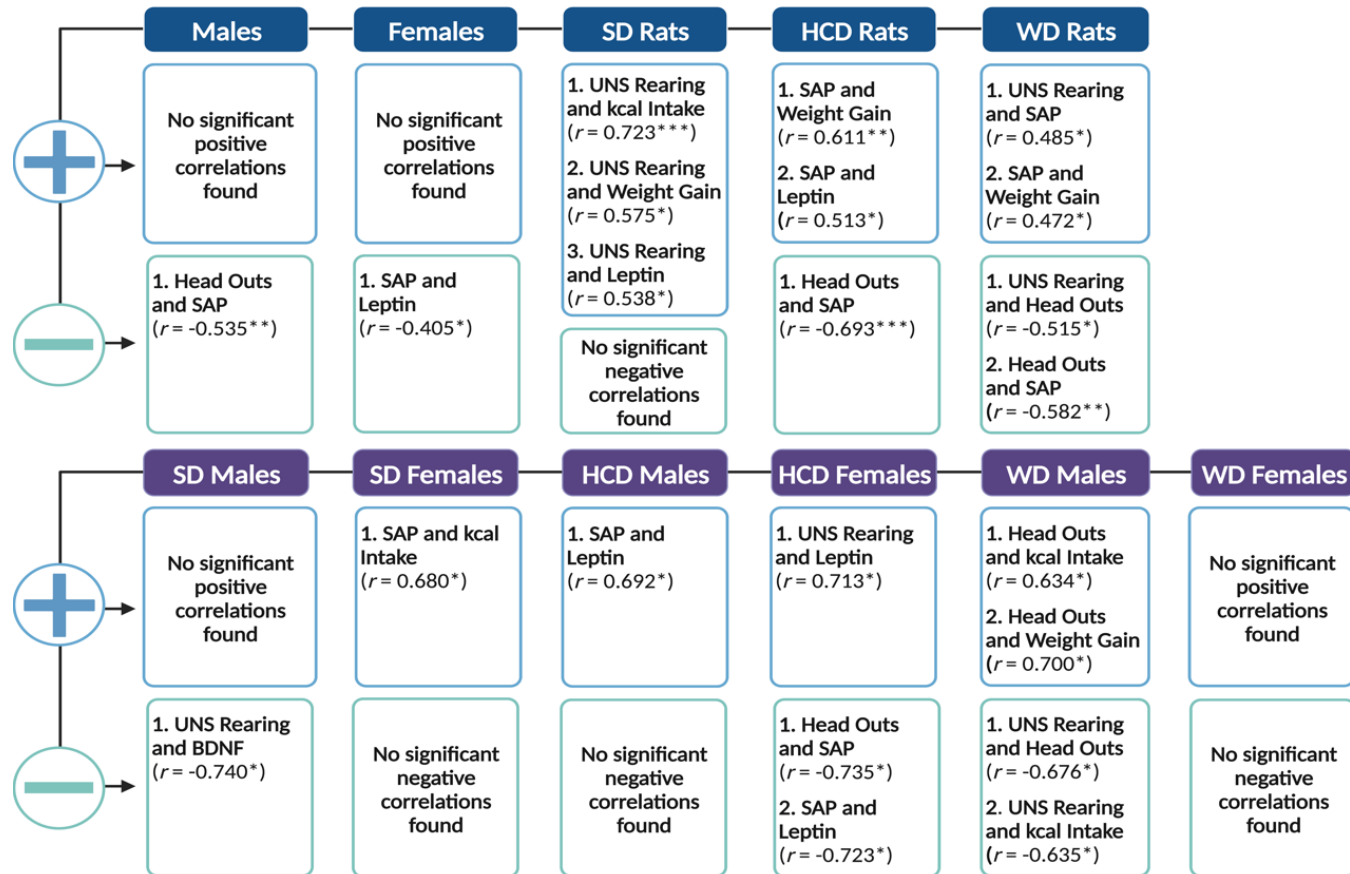 Males
Females
SD Rats
HCD Rats
WD Rats
No significant
positive
correlations
found
No significant
positive
correlations
found
1. UNS Rearing
and kcal Intake
(r = 0.723***)
2. UNS Rearing
and Weight Gain
(r = 0.575*)
3. UNS Rearing
and Leptin
(r = 0.538*)
1. SAP and
Weight Gain
(r = 0.611**)
2. SAP and
Leptin
(r = 0.513*)
1. UNS Rearing
and SAP
(r = 0.485*)
2. SAP and
Weight Gain
(r = 0.472*)
1. Head Outs
and SAP
(r = -0.535**)
1. SAP and
Leptin
(r = -0.405*)
No significant
negative
correlations
found
1. Head Outs
and SAP
(r = -0.693***)
1. UNS Rearing
and Head Outs
(r = -0.515*)
2. Head Outs
and SAP
(r = -0.582**)
SD Males
SD Females
HCD Males
HCD Females
WD Males
WD Females
No significant
positive
correlations
found
1. SAP and kcal
Intake
(r = 0.680*)
1. SAP and
Leptin
(r = 0.692*)
1. UNS Rearing
and Leptin
(r = 0.713*)
1. Head Outs
and kcal Intake
(r = 0.634*)
2. Head Outs
and Weight Gain
(r = 0.700*)
No significant
positive
correlations
found
1. UNS Rearing
and BDNF
(r = -0.740*)
No significant
negative
correlations
found
No significant
negative
correlations
found
1. Head Outs
and SAP
(r = -0.735*)
2. SAP and
Leptin
(r = -0.723*)
1. UNS Rearing
and Head Outs
(r = -0.676*)
2. UNS Rearing
and kcal Intake
(r = -0.635*)
No significant
negative
correlations
found